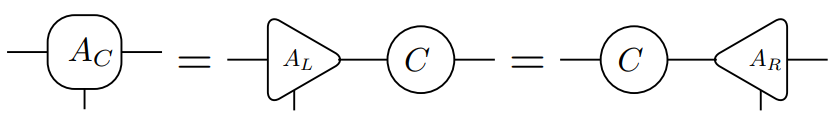 A_C = A_L C = C A_R